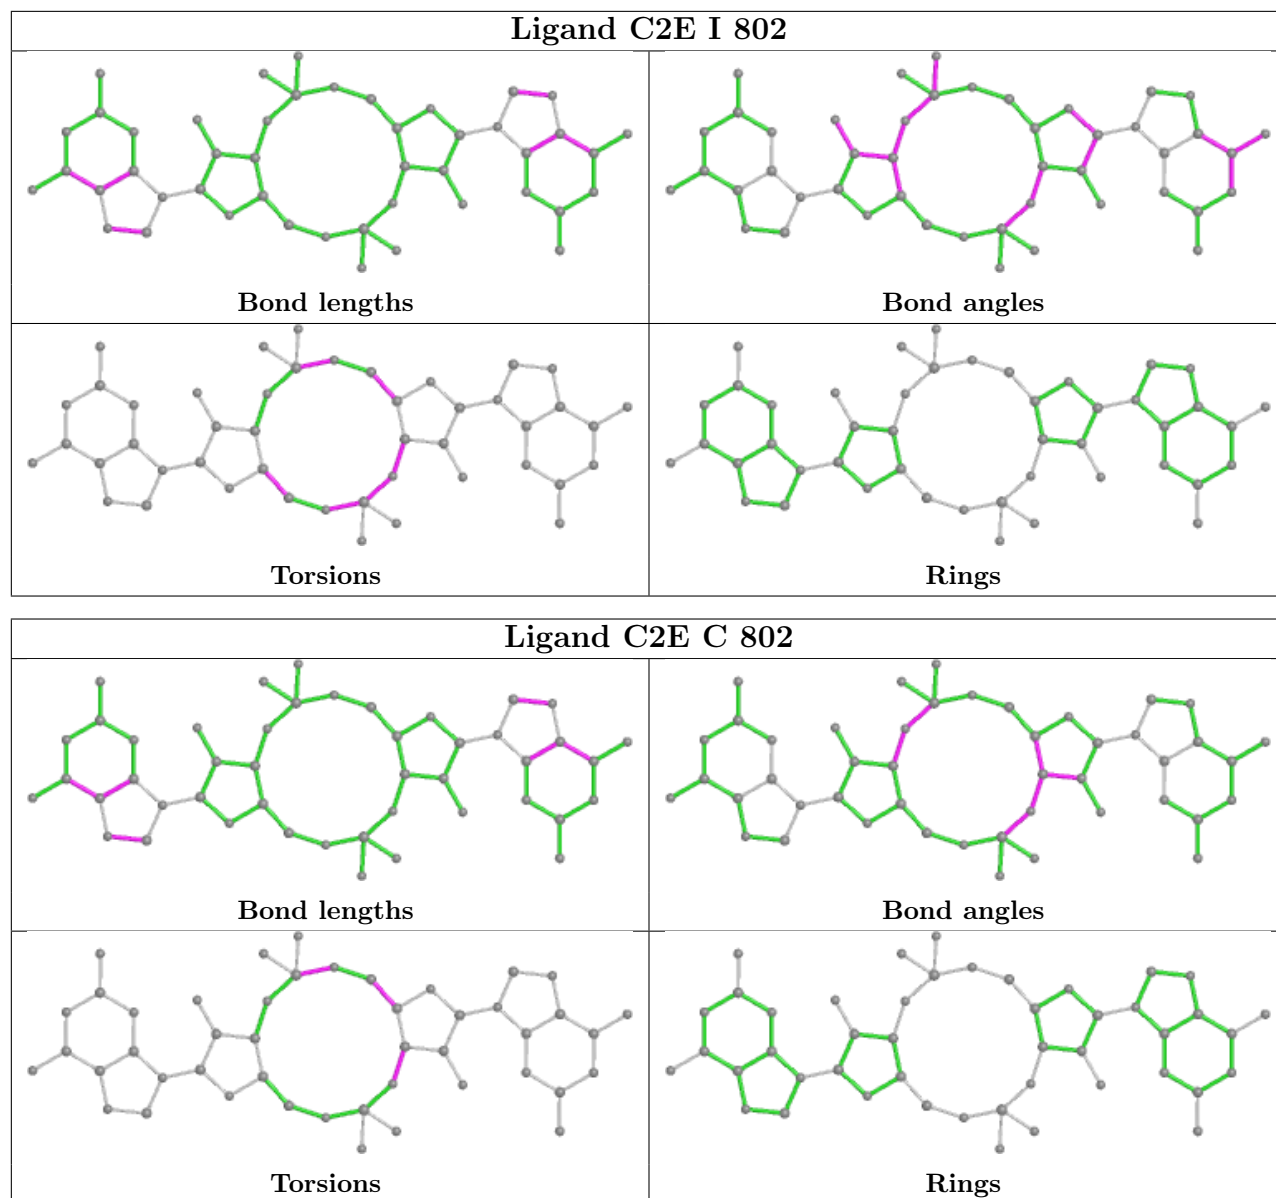 Ligand C2E I 802
Bond lengths
Bond angles
Torsions
Rings
Ligand C2E C 802
Bond lengths
Bond angles
Torsions
Rings